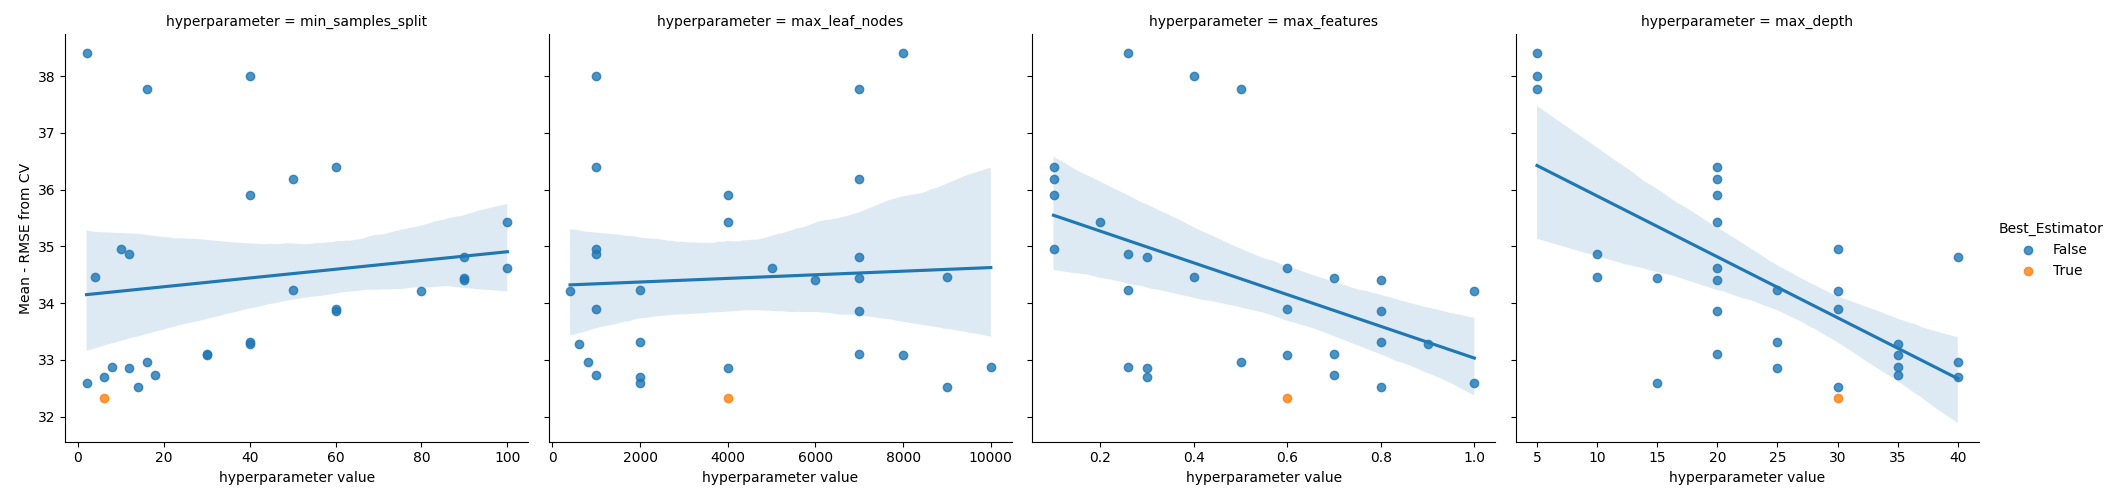 hyperparameter = min_samples_split
hyperparameter = max_leaf_nodes
hyperparameter = max_features
hyperparameter = max_depth
Mean - RMSE from CV
38
37
36
35
34
33
32
0 20 40 60 80 100
hyperparameter value
0 2000 4000 6000 8000 10000
hyperparameter value
0.2 0.4 0.6 0.8 1.0
hyperparameter value
5 10 15 20 25 30 35 40
hyperparameter value
Best_Estimator
False
True